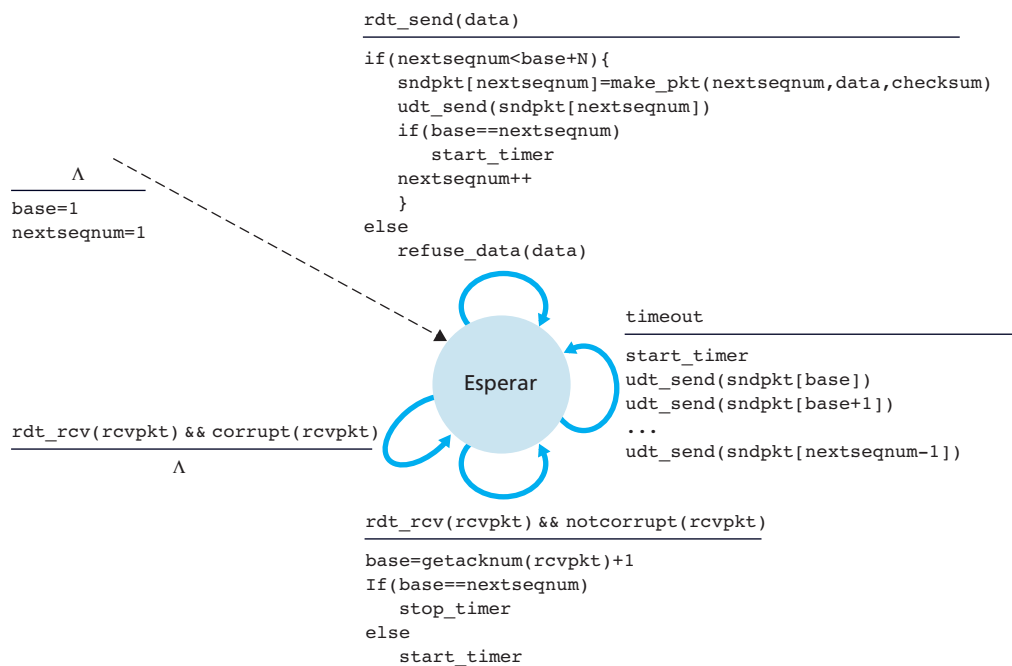 rdt_send(data)
if(nextseqnum<base+N){
   sndpkt[nextseqnum]=make_pkt(nextseqnum,data,checksum)
   udt_send(sndpkt[nextseqnum])
   if(base==nextseqnum)
      start_timer
   nextseqnum++
   }
else
   refuse_data(data)
Λ
base=1
nextseqnum=1
timeout
start_timer
udt_send(sndpkt[base])
udt_send(sndpkt[base+1])
...
udt_send(sndpkt[nextseqnum-1])
Esperar
rdt_rcv(rcvpkt) && corrupt(rcvpkt)
Λ
rdt_rcv(rcvpkt) && notcorrupt(rcvpkt)
base=getacknum(rcvpkt)+1
If(base==nextseqnum)
   stop_timer
else
   start_timer